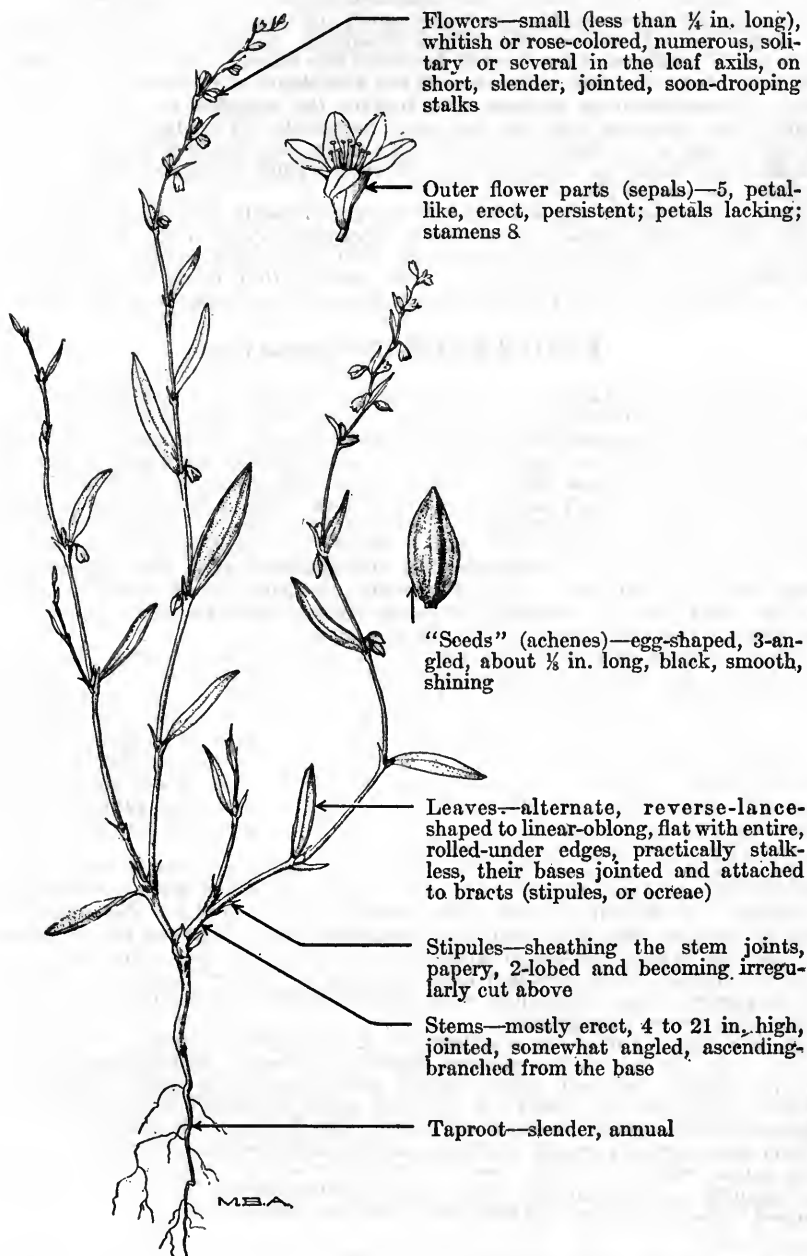 Flowers—small (less than ¼ in. long),
whitish or rose-colored, numerous, soli-
tary or several in the leaf axils, on
short, slender, jointed, soon-drooping
stalks
Outer flower parts (sepals)—5, petal-
like, erect, persistent; petals lacking;
stamens 8
"Seeds" (achenes)—egg-shaped, 3-an-
gled, about ⅛ in. long, black, smooth,
shining
Leaves—alternate, reverse-lance-
shaped to linear-oblong, flat with entire,
rolled-under edges, practically stalk-
less, their bases jointed and attached
to bracts (stipules, or ocreae)
Stipules—sheathing the stem joints,
papery, 2-lobed and becoming irregu-
larly cut above
Stems—mostly erect, 4 to 21 in. high,
jointed, somewhat angled, ascending-
branched from the base
Taproot—slender, annual
M.B.A.